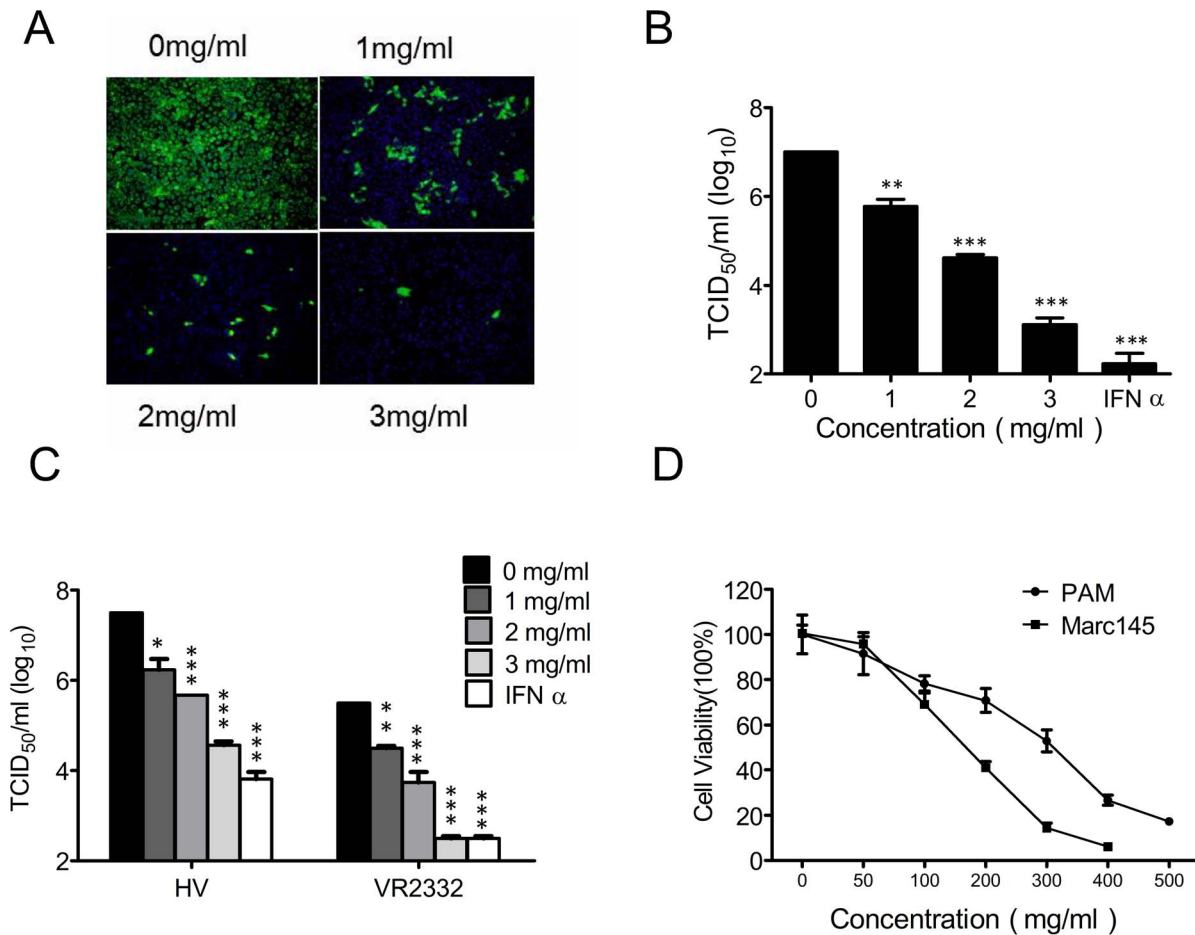 A
0mg/ml 1mg/ml
2mg/ml 3mg/ml
B
TCID50/ml (log10)
8
6
4
2
**
***
***
***
0 1 2 3 IFN α
Concentration ( mg/ml )
C
TCID50/ml (log10)
8
6
4
2
*
***
***
***
**
***
***
***
HV VR2332
0 mg/ml
1 mg/ml
2 mg/ml
3 mg/ml
IFN α
D
Cell Viability(100%)
120
100
80
60
40
20
0
PAM
Marc145
0 50 100 200 300 400 500
Concentration ( mg/ml )